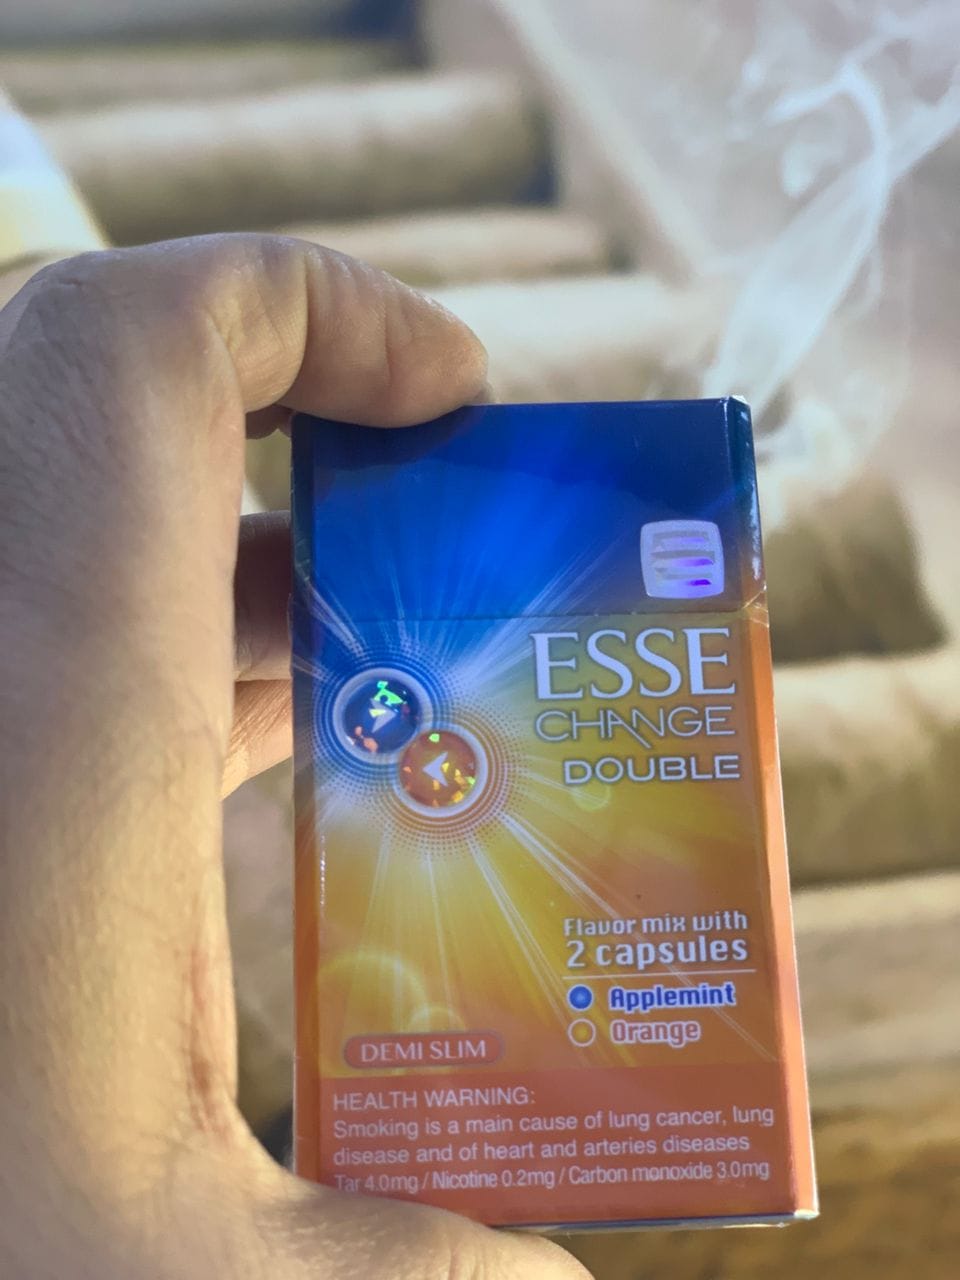 ESSE
CHANGE
DOUBLE
Flavor mix with
2 capsules
Applemint
Orange
DEMI SLIM
HEALTH WARNING:
Smoking is a main cause of lung cancer, lung
disease and of heart and arteries diseases
Tar 4.0mg / Nicotine 0.2mg / Carbon monoxide 3.0mg